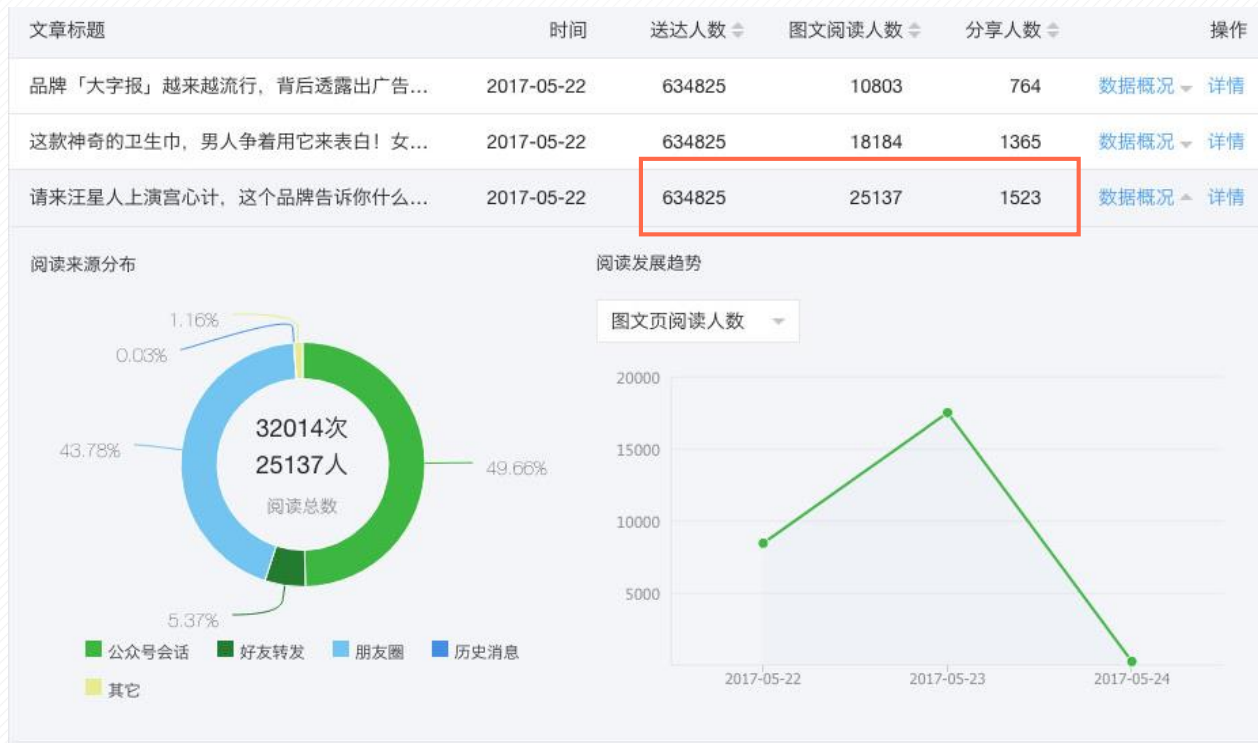 文章标题 时间 送达人数 图文阅读人数 分享人数 操作
品牌「大字报」越来越流行，背后透露出广告... 2017-05-22 634825 10803 764 数据概况 详情
这款神奇的卫生巾，男人争着用它来表白！女... 2017-05-22 634825 18184 1365 数据概况 详情
请来汪星人上演宫心计，这个品牌告诉你什么... 2017-05-22 634825 25137 1523 数据概况 详情
阅读来源分布
1.16%
0.03%
43.78%
32014次
25137人
阅读总数
49.66%
5.37%
公众号会话 好友转发 朋友圈 历史消息
其它
阅读发展趋势
图文页阅读人数
20000
15000
10000
5000
2017-05-22 2017-05-23 2017-05-24